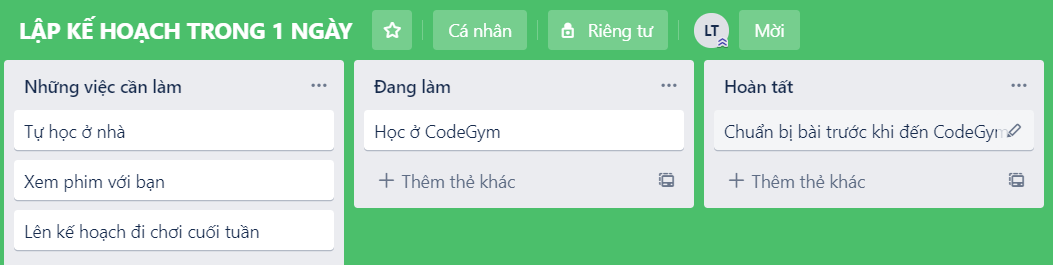 LẬP KẾ HOẠCH TRONG 1 NGÀY
Cá nhân
Riêng tư
LT
Mời
Những việc cần làm
Tự học ở nhà
Xem phim với bạn
Lên kế hoạch đi chơi cuối tuần
Đang làm
Học ở CodeGym
+ Thêm thẻ khác
Hoàn tất
Chuẩn bị bài trước khi đến CodeGym
+ Thêm thẻ khác